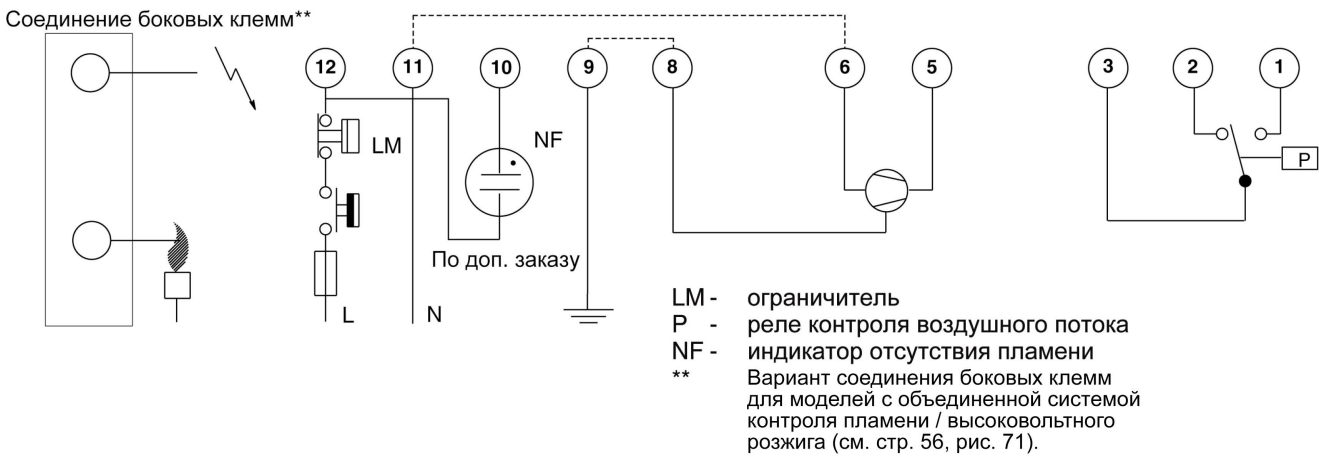 Соединение боковых клемм**
12 11 10 9 8 6 5 3 2 1
LM
NF
P
По доп. заказу
L
N
LM - ограничитель
P - реле контроля воздушного потока
NF - индикатор отсутствия пламени
** Вариант соединения боковых клемм
для моделей с объединенной системой
контроля пламени / высоковольтного
розжига (см. стр. 56, рис. 71).